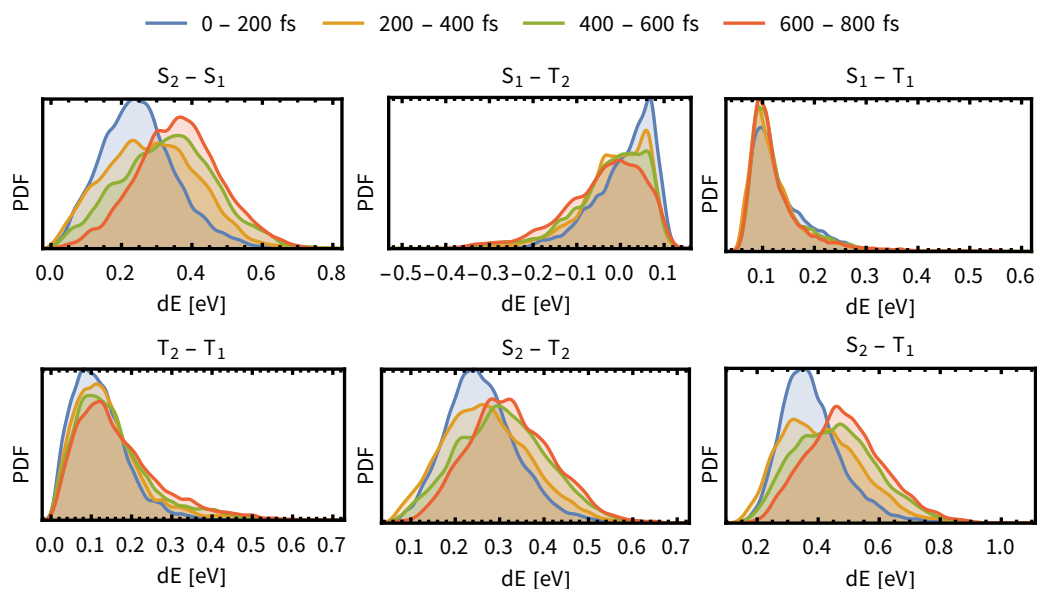 0 – 200 fs 200 – 400 fs 400 – 600 fs 600 – 800 fs
S₂ – S₁ S₁ – T₂ S₁ – T₁
PDF PDF PDF
0.0 0.2 0.4 0.6 0.8 −0.5 −0.4 −0.3 −0.2 −0.1 0.0 0.1 0.1 0.2 0.3 0.4 0.5 0.6
dE [eV] dE [eV] dE [eV]
T₂ – T₁ S₂ – T₂ S₂ – T₁
PDF PDF PDF
0.0 0.1 0.2 0.3 0.4 0.5 0.6 0.7 0.1 0.2 0.3 0.4 0.5 0.6 0.7 0.2 0.4 0.6 0.8 1.0
dE [eV] dE [eV] dE [eV]